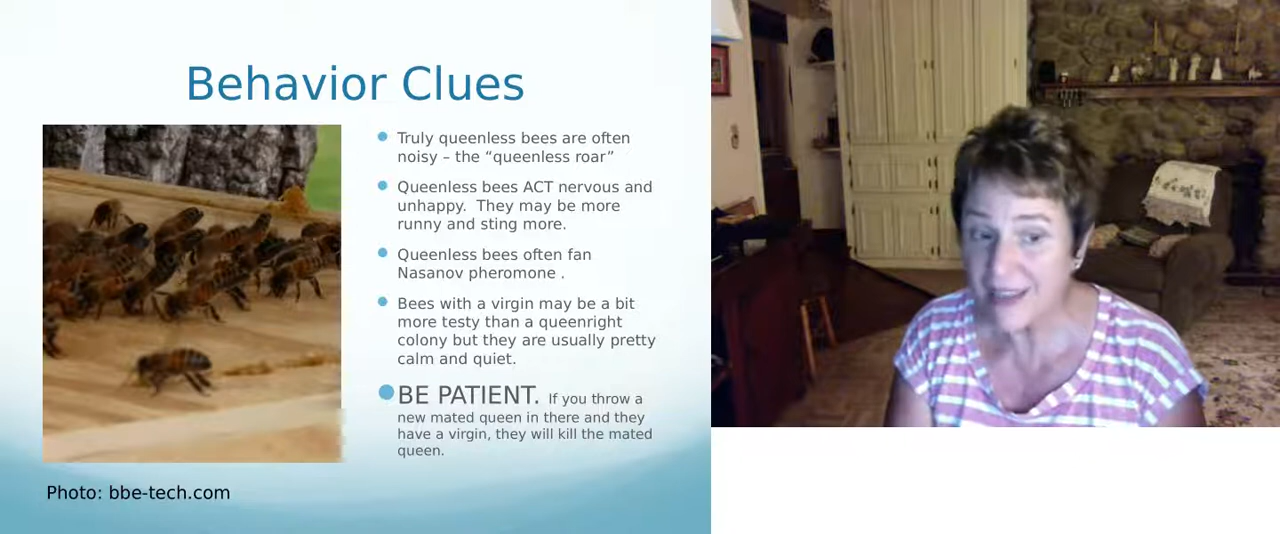 Behavior Clues
Truly queenless bees are often
noisy – the “queenless roar”
Queenless bees ACT nervous and
unhappy.  They may be more
runny and sting more.
Queenless bees often fan
Nasanov pheromone .
Bees with a virgin may be a bit
more testy than a queenright
colony but they are usually pretty
calm and quiet.
BE PATIENT. If you throw a
new mated queen in there and they
have a virgin, they will kill the mated
queen.
Photo: bbe-tech.com